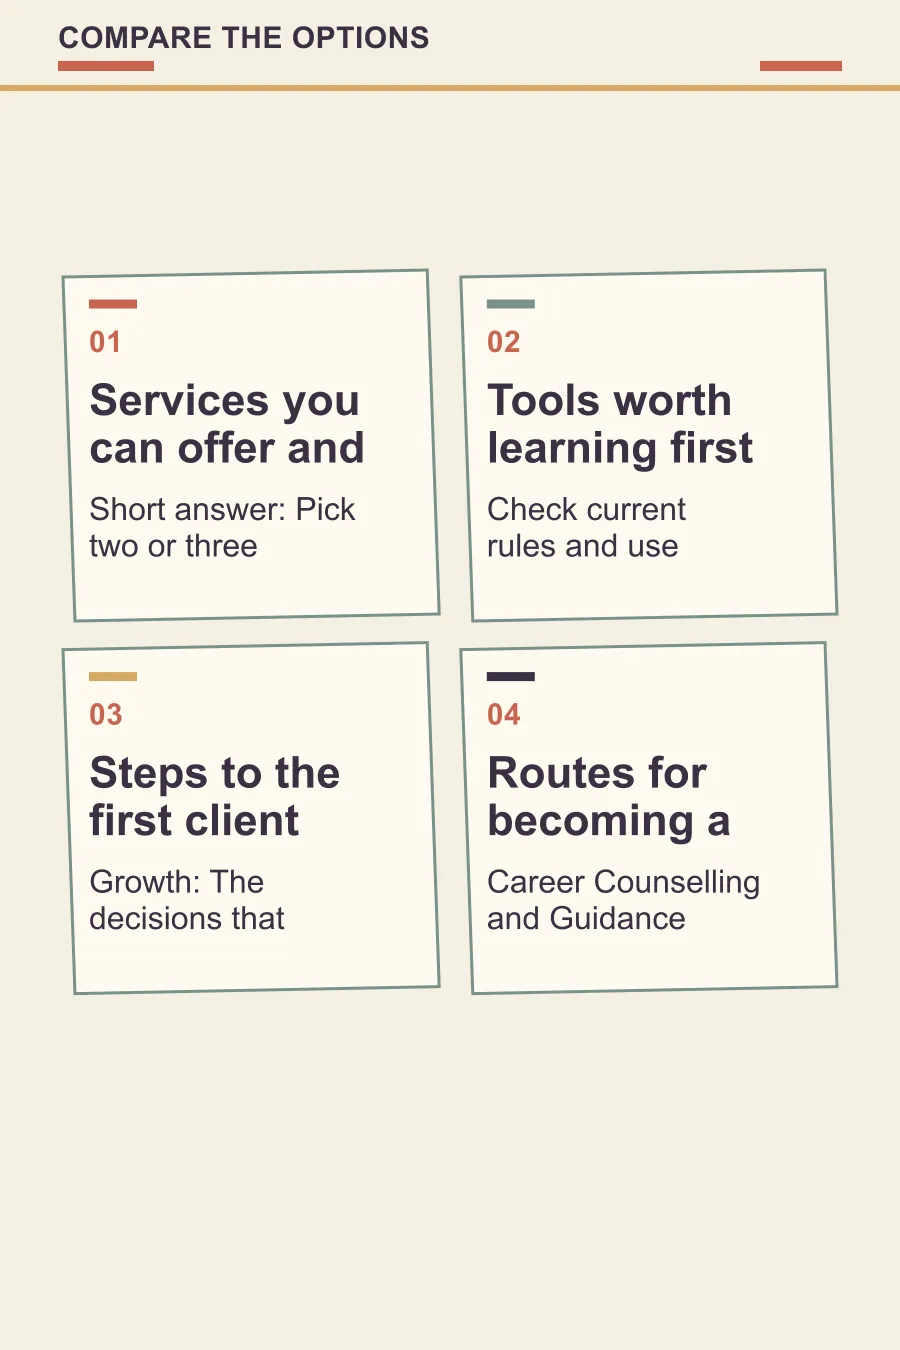 COMPARE THE OPTIONS
01
Services you
can offer and
Short answer: Pick
two or three
02
Tools worth
learning first
Check current
rules and use
03
Steps to the
first client
Growth: The
decisions that
04
Routes for
becoming a
Career Counselling
and Guidance